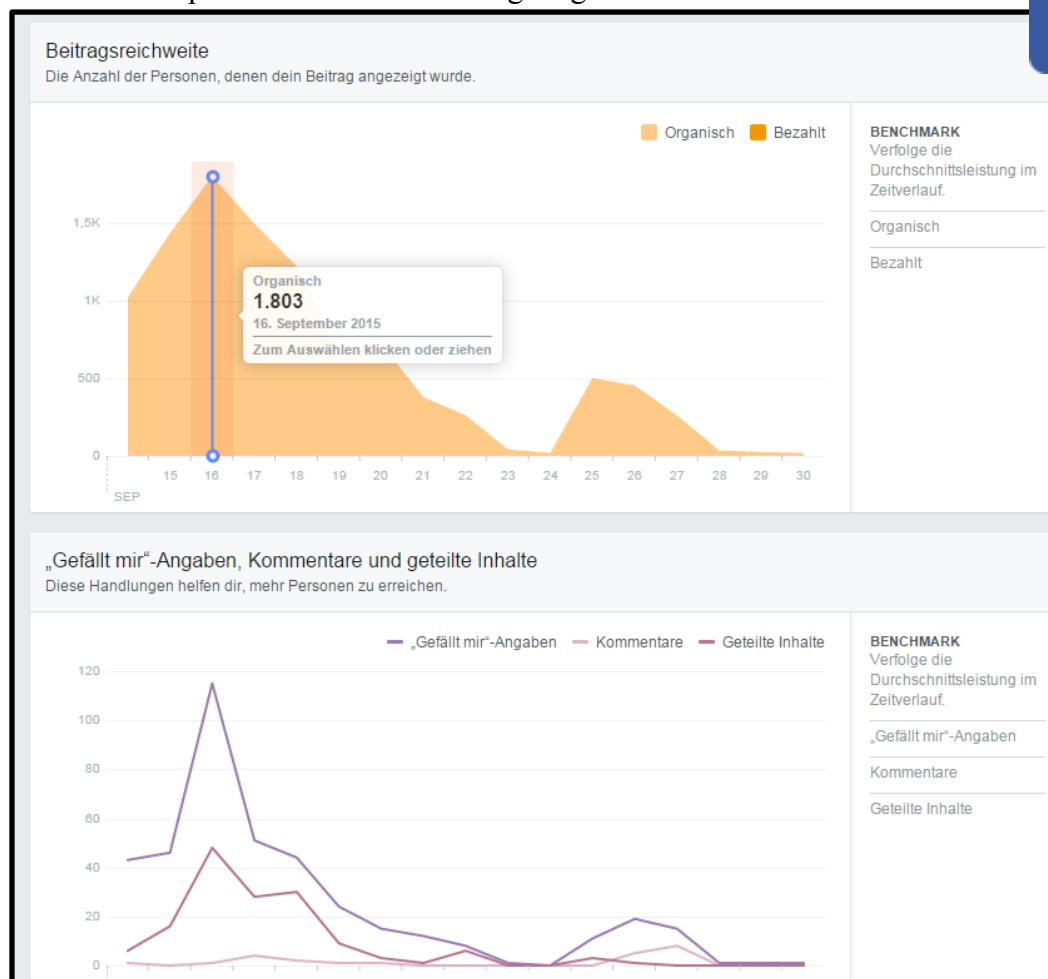 Beitragsreichweite
Die Anzahl der Personen, denen dein Beitrag angezeigt wurde.
Organisch Bezahlt
BENCHMARK
Verfolge die
Durchschnittsleistung im
Zeitverlauf.
Organisch
Bezahlt
1,5K
1K
500
0
Organisch
1.803
16. September 2015
Zum Auswählen klicken oder ziehen
15 16 17 18 19 20 21 22 23 24 25 26 27 28 29 30
SEP
„Gefällt mir“-Angaben, Kommentare und geteilte Inhalte
Diese Handlungen helfen dir, mehr Personen zu erreichen.
„Gefällt mir“-Angaben Kommentare Geteilte Inhalte
BENCHMARK
Verfolge die
Durchschnittsleistung im
Zeitverlauf.
„Gefällt mir“-Angaben
Kommentare
Geteilte Inhalte
120
100
80
60
40
20
0